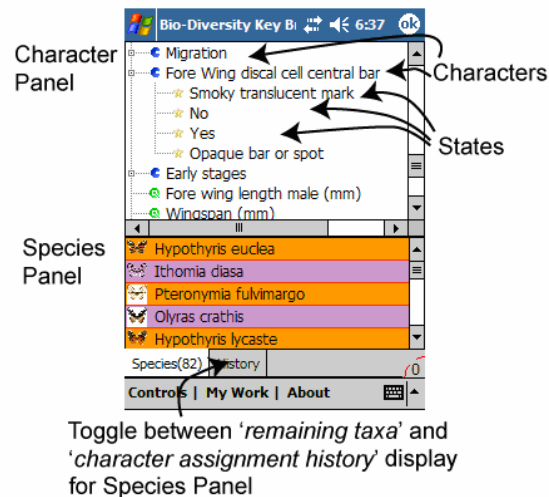 Bio-Diversity Key B 6:37 ok
Character Panel
Migration
Fore Wing discal cell central bar
Smoky translucent mark
No
Yes
Opaque bar or spot
Early stages
Fore wing length male (mm)
Wingspan (mm)
Characters
States
Species Panel
Hypothyris euclea
Ithomia diasa
Pteronymia fulvimargo
Olyras crathis
Hypothyris lycaste
Species(82) History 0
Controls | My Work | About
Toggle between ‘remaining taxa’ and
‘character assignment history’ display
for Species Panel